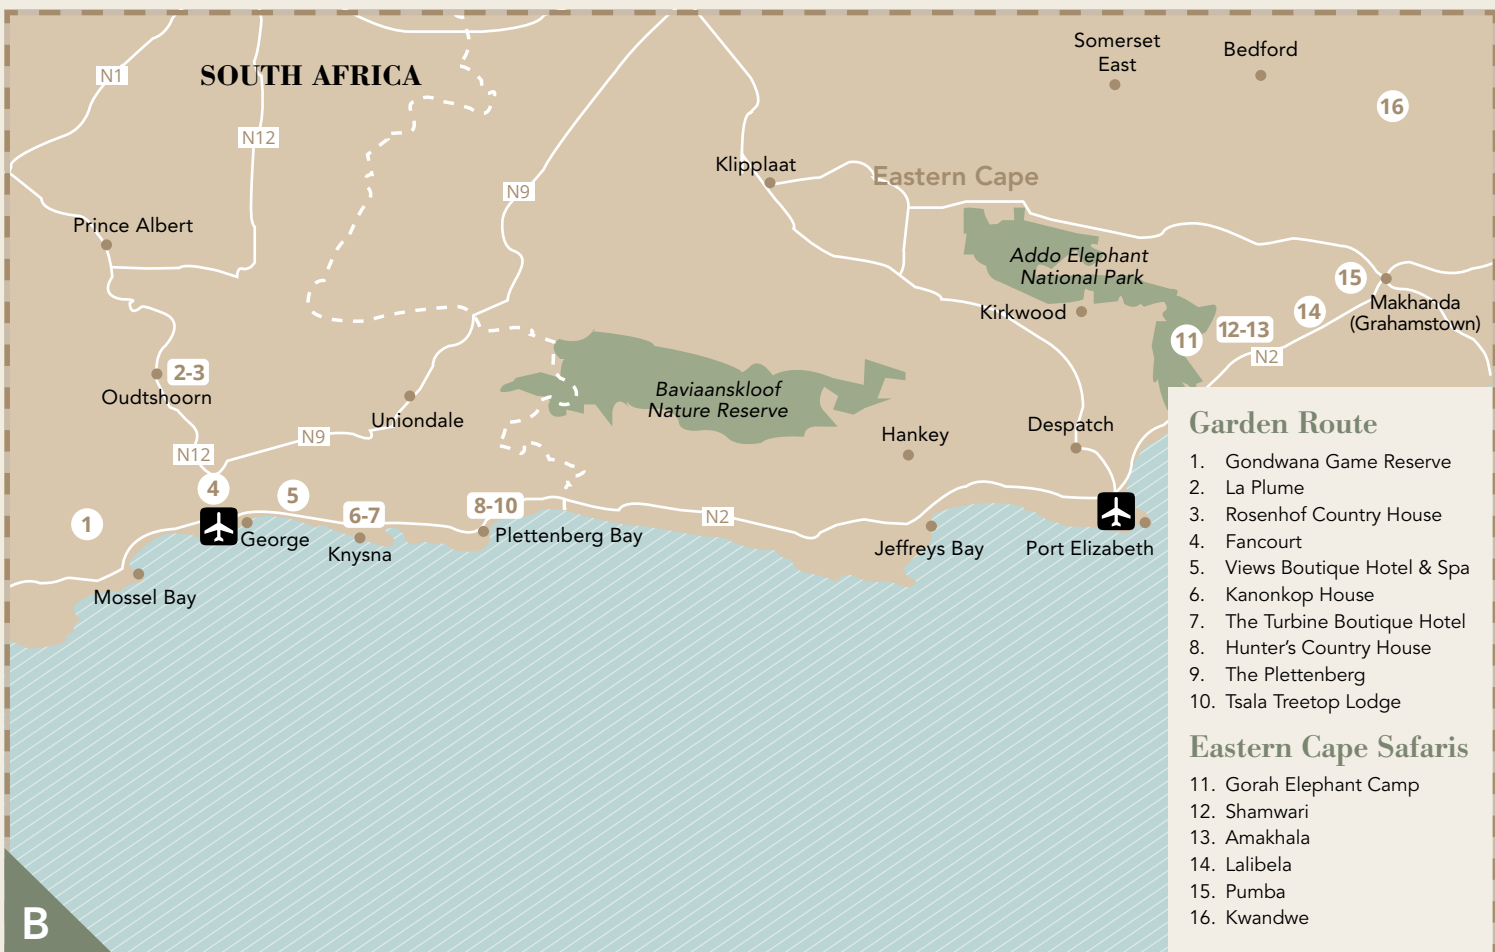 Somerset
East
Bedford
N1
SOUTH AFRICA
16
N12
Klipplaat
Eastern Cape
N9
Prince Albert
Addo Elephant
National Park
15
Makhanda
(Grahamstown)
Kirkwood
14
12-13
11
N2
2-3
Oudtshoorn
Baviaanskloof
Nature Reserve
Uniondale
N9
Hankey
Despatch
N12
4
5
1
6-7
8-10
N2
George
Knysna
Plettenberg Bay
Jeffreys Bay
Port Elizabeth
Mossel Bay
Garden Route
1. Gondwana Game Reserve
2. La Plume
3. Rosenhof Country House
4. Fancourt
5. Views Boutique Hotel & Spa
6. Kanonkop House
7. The Turbine Boutique Hotel
8. Hunter’s Country House
9. The Plettenberg
10. Tsala Treetop Lodge
Eastern Cape Safaris
11. Gorah Elephant Camp
12. Shamwari
13. Amakhala
14. Lalibela
15. Pumba
16. Kwandwe
B